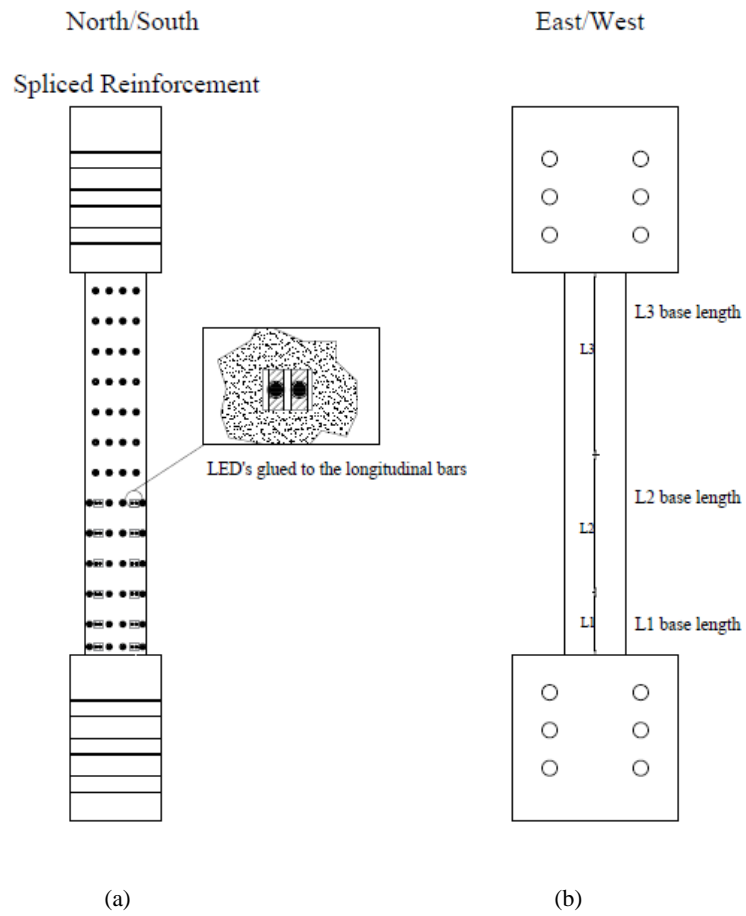 North/South
East/West
Spliced Reinforcement
L3 base length
L3
LED's glued to the longitudinal bars
L2 base length
L2
L1
L1 base length
(a)
(b)